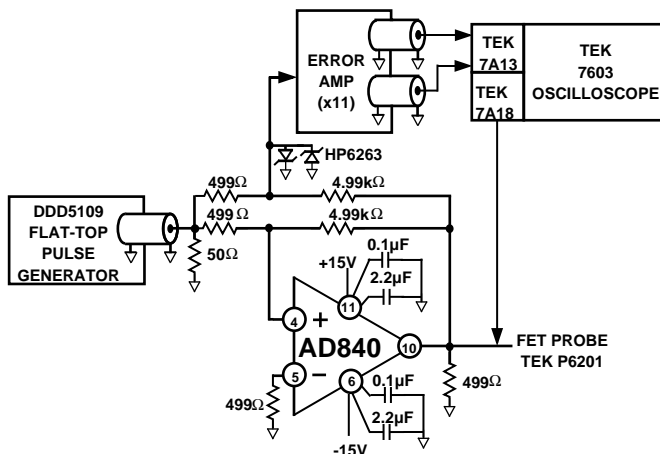 ERROR
AMP
(x11)
TEK
7A13
TEK
7A18
TEK
7603
OSCILLOSCOPE
HP6263
499Ω
4.99kΩ
DDD5109
FLAT-TOP
PULSE
GENERATOR
499Ω
4.99kΩ
50Ω
+15V
0.1µF
2.2µF
11
4
+
AD840
10
5
−
6
FET PROBE
TEK P6201
499Ω
0.1µF
2.2µF
499Ω
-15V